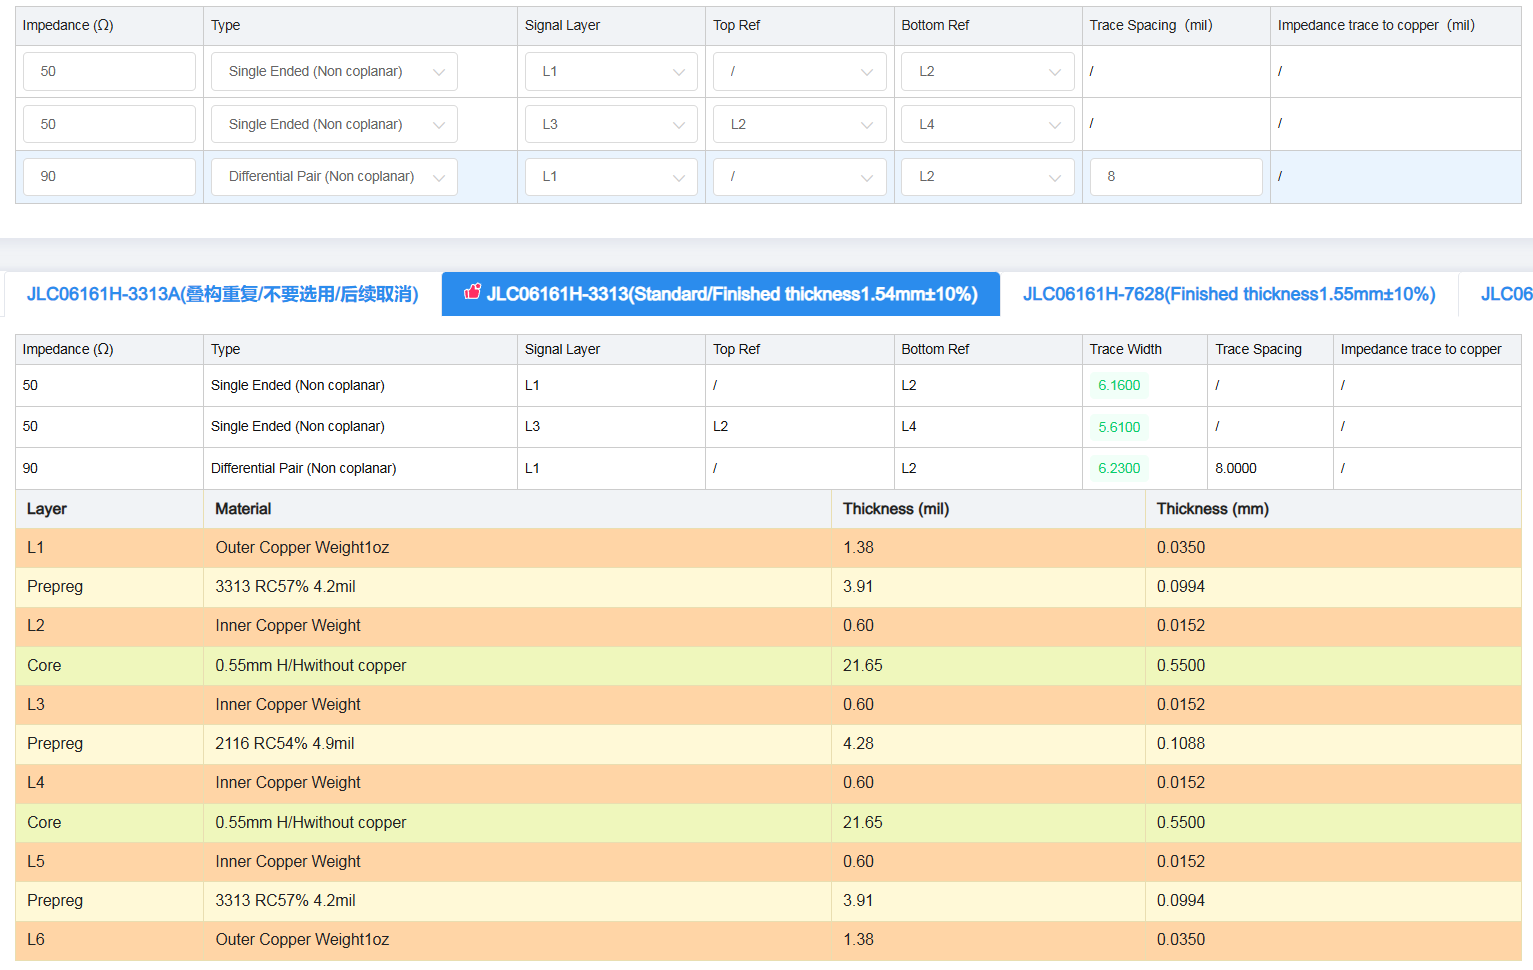 Impedance (Ω) Type Signal Layer Top Ref Bottom Ref Trace Spacing（mil） Impedance trace to copper（mil）
50 Single Ended (Non coplanar) L1 / L2 / /
50 Single Ended (Non coplanar) L3 L2 L4 / /
90 Differential Pair (Non coplanar) L1 / L2 8 /
JLC06161H-3313A(叠构重复/不要选用/后续取消) JLC06161H-3313(Standard/Finished thickness1.54mm±10%) JLC06161H-7628(Finished thickness1.55mm±10%) JLC06
Impedance (Ω) Type Signal Layer Top Ref Bottom Ref Trace Width Trace Spacing Impedance trace to copper
50 Single Ended (Non coplanar) L1 / L2 6.1600 / /
50 Single Ended (Non coplanar) L3 L2 L4 5.6100 / /
90 Differential Pair (Non coplanar) L1 / L2 6.2300 8.0000 /
Layer Material Thickness (mil) Thickness (mm)
L1 Outer Copper Weight1oz 1.38 0.0350
Prepreg 3313 RC57% 4.2mil 3.91 0.0994
L2 Inner Copper Weight 0.60 0.0152
Core 0.55mm H/Hwithout copper 21.65 0.5500
L3 Inner Copper Weight 0.60 0.0152
Prepreg 2116 RC54% 4.9mil 4.28 0.1088
L4 Inner Copper Weight 0.60 0.0152
Core 0.55mm H/Hwithout copper 21.65 0.5500
L5 Inner Copper Weight 0.60 0.0152
Prepreg 3313 RC57% 4.2mil 3.91 0.0994
L6 Outer Copper Weight1oz 1.38 0.0350